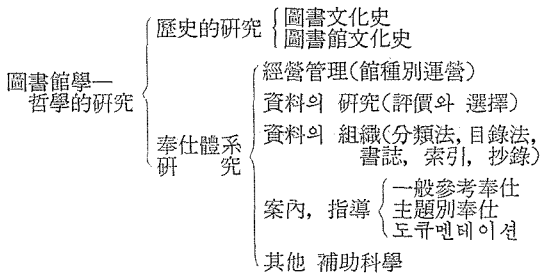 圖書館學—
哲學的硏究
歷史的硏究
圖書文化史
圖書館文化史
奉仕體系
硏 究
經營管理(館種別運營)
資料의 硏究(評價와 選擇)
資料의 組織(分類法, 目錄法,
書誌, 索引, 抄錄)
案內, 指導
一般參考奉仕
主題別奉仕
도큐멘테이션
其他 補助科學